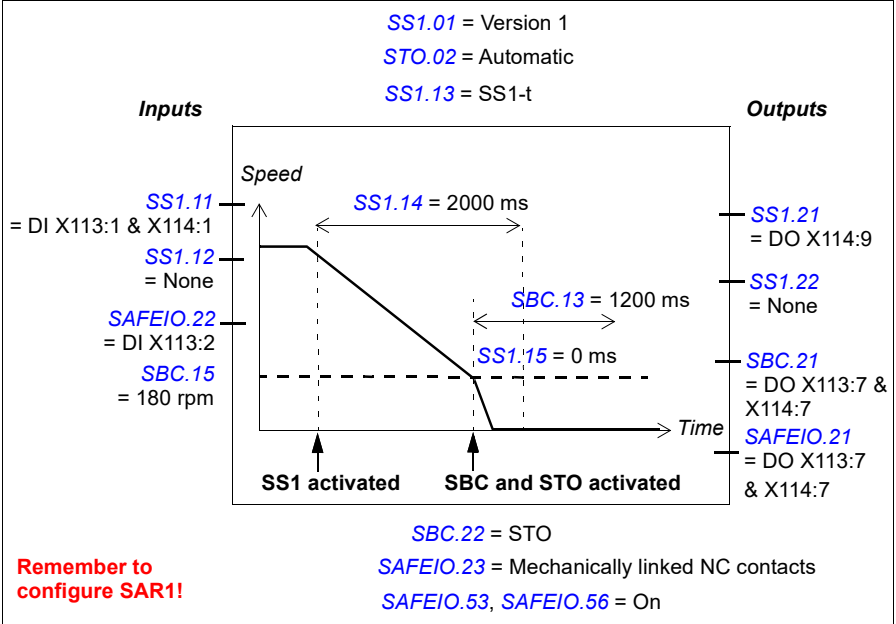 SS1.01 = Version 1
STO.02 = Automatic
SS1.13 = SS1-t
Inputs
Outputs
Speed
SS1.11
= DI X113:1 & X114:1
SS1.12
= None
SAFEIO.22
= DI X113:2
SBC.15
= 180 rpm
SS1.14 = 2000 ms
SBC.13 = 1200 ms
SS1.15 = 0 ms
Time
SS1 activated
SBC and STO activated
SS1.21
= DO X114:9
SS1.22
= None
SBC.21
= DO X113:7 &
X114:7
SAFEIO.21
= DO X113:7
& X114:7
SBC.22 = STO
SAFEIO.23 = Mechanically linked NC contacts
SAFEIO.53, SAFEIO.56 = On
Remember to
configure SAR1!